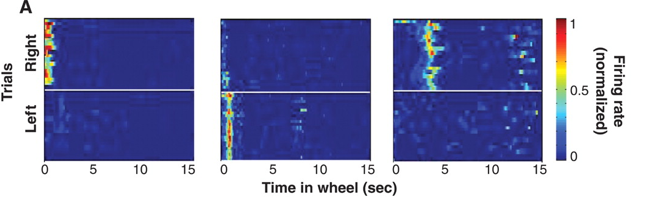 A
Trials
Right
Left
0 5 10 15
0 5 10 15
0 5 10 15
Time in wheel (sec)
1
0.5
0
Firing rate
(normalized)